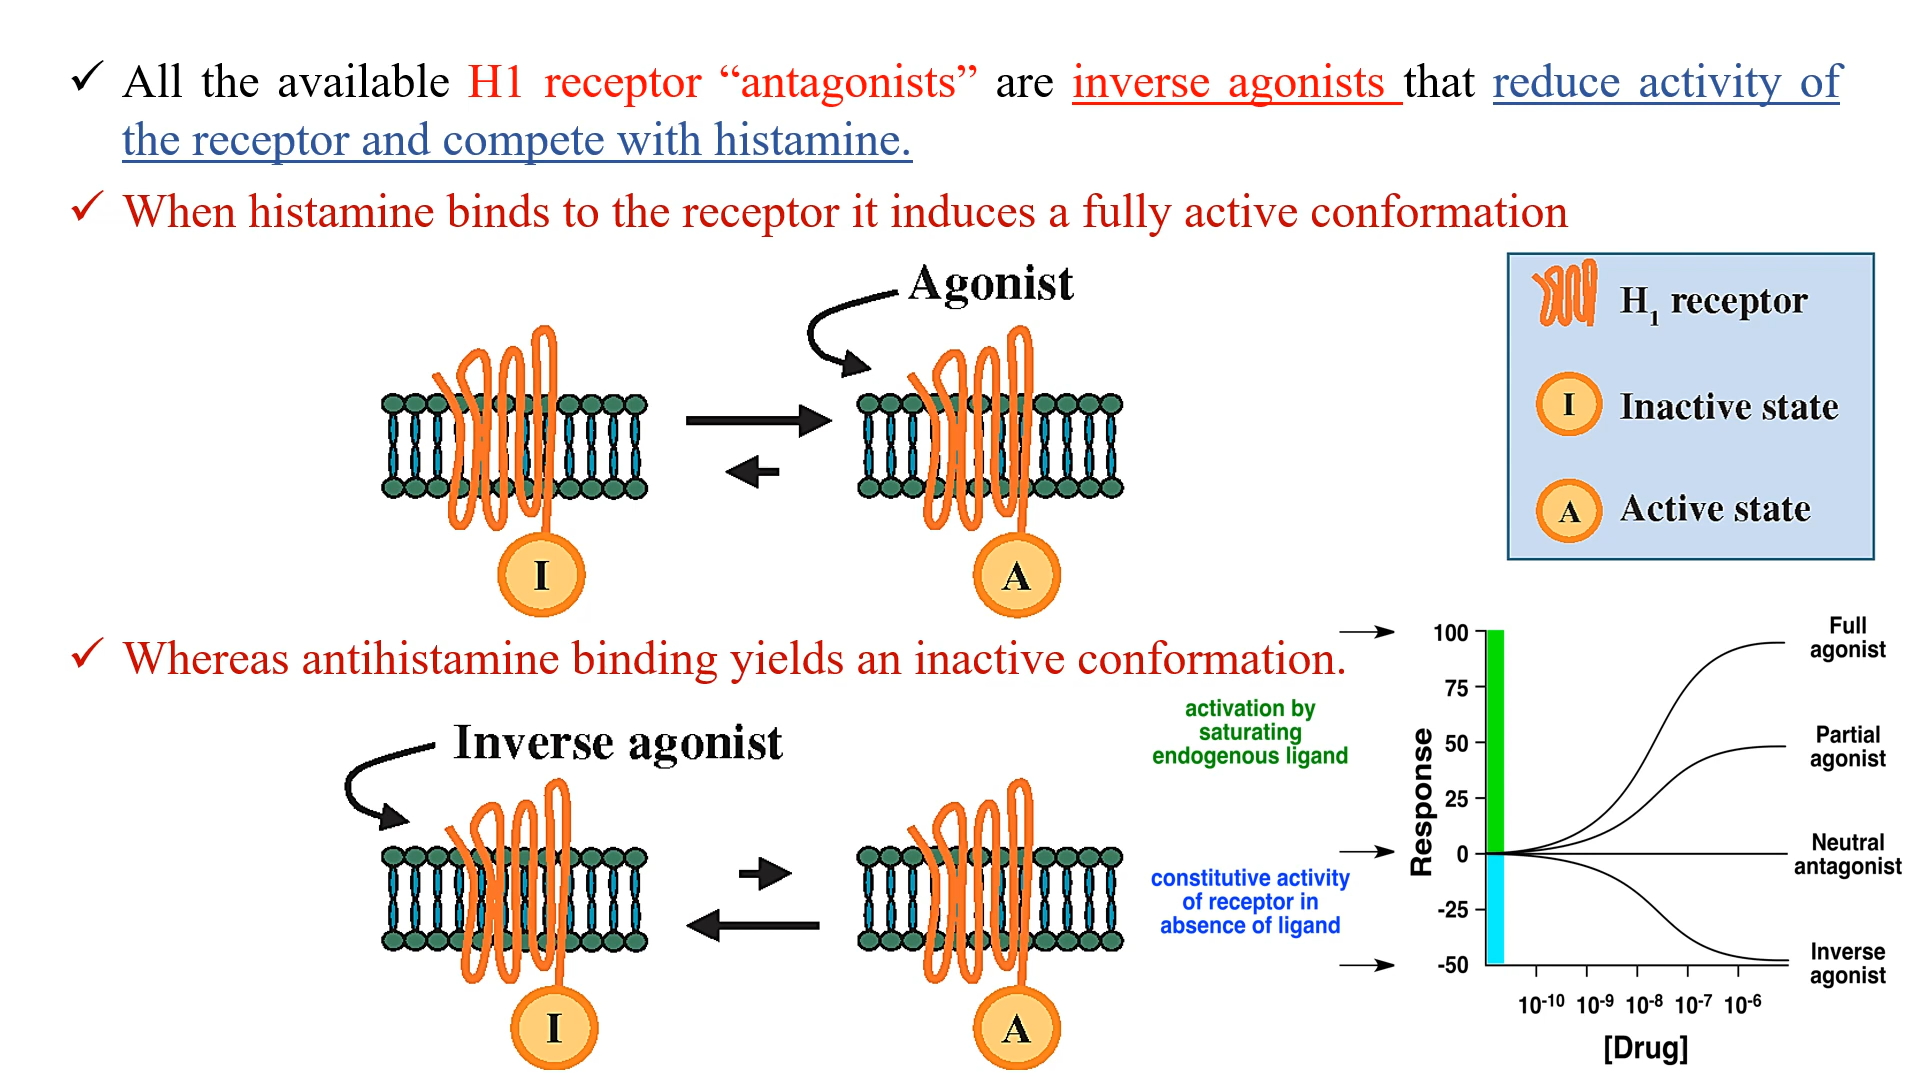 ✓ All the available H1 receptor “antagonists” are inverse agonists that reduce activity of
the receptor and compete with histamine.
✓ When histamine binds to the receptor it induces a fully active conformation
Agonist
I
A
H1 receptor
I Inactive state
A Active state
✓ Whereas antihistamine binding yields an inactive conformation.
Inverse agonist
I
A
activation by
saturating
endogenous ligand
constitutive activity
of receptor in
absence of ligand
Response
100
75
50
25
0
-25
-50
Full
agonist
Partial
agonist
Neutral
antagonist
Inverse
agonist
10-10 10-9 10-8 10-7 10-6
[Drug]